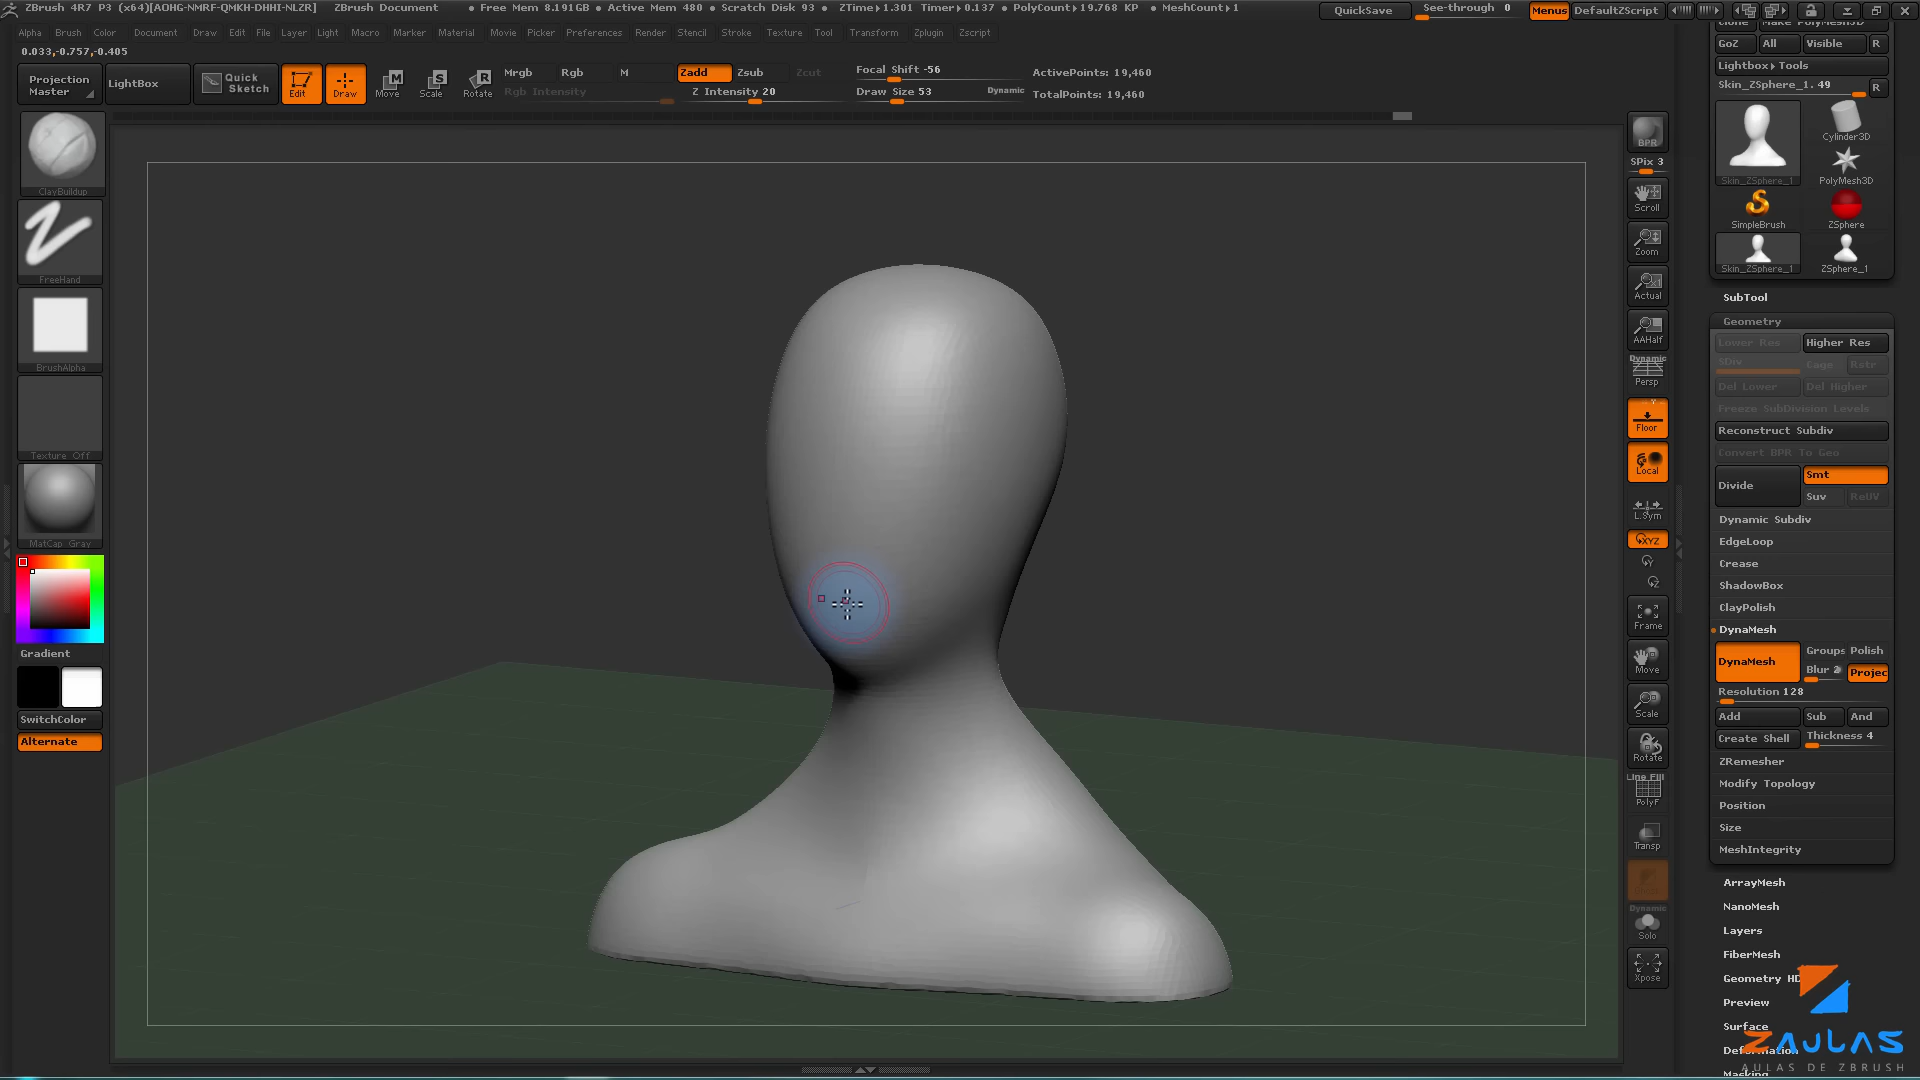 ZBrush 4R7 P3 (x64)[AOHG-NMRF-QMKH-DHHI-NLZR] ZBrush Document • Free Mem 8.191GB • Active Mem 480 • Scratch Disk 93 • ZTime▸1.301 Timer▸0.137 • PolyCount▸19.768 KP • MeshCount▸1 QuickSave See-through 0 Menus DefaultZScript
Alpha Brush Color Document Draw Edit File Layer Light Macro Marker Material Movie Picker Preferences Render Stencil Stroke Texture Tool Transform Zplugin Zscript
0.033,-0.757,-0.405
Projection Master
LightBox
Quick Sketch
Edit
Draw
Move
Scale
Rotate
Mrgb Rgb M
Rgb Intensity
Zadd Zsub Zcut
Z Intensity 20
Focal Shift -56
Draw Size 53 Dynamic
ActivePoints: 19,460
TotalPoints: 19,460
ClayBuildup
FreeHand
BrushAlpha
Texture Off
MatCap Gray
Gradient
SwitchColor
Alternate
BPR
SPix 3
Scroll
Zoom
Actual
AAHalf
Dynamic
Persp
Floor
Local
L.Sym
XYZ
Y
Z
Frame
Move
Scale
Rotate
Line Fill
PolyF
Transp
Dynamic
Solo
Xpose
GoZ All Visible R
Lightbox▸Tools
Skin_ZSphere_1. 49 R
Skin_ZSphere_1
Cylinder3D
PolyMesh3D
SimpleBrush
ZSphere
Skin_ZSphere_1
ZSphere_1
SubTool
Geometry
Lower Res Higher Res
SDiv Cage Rstr
Del Lower Del Higher
Freeze SubDivision Levels
Reconstruct Subdiv
Convert BPR To Geo
Divide Smt
Suv ReUV
Dynamic Subdiv
EdgeLoop
Crease
ShadowBox
ClayPolish
DynaMesh
DynaMesh Groups Polish
Blur 2 Projec
Resolution 128
Add Sub And
Create Shell Thickness 4
ZRemesher
Modify Topology
Position
Size
MeshIntegrity
ArrayMesh
NanoMesh
Layers
FiberMesh
Geometry HD
Preview
Surface
Deformation
Masking
ZAULAS
AULAS DE ZBRUSH